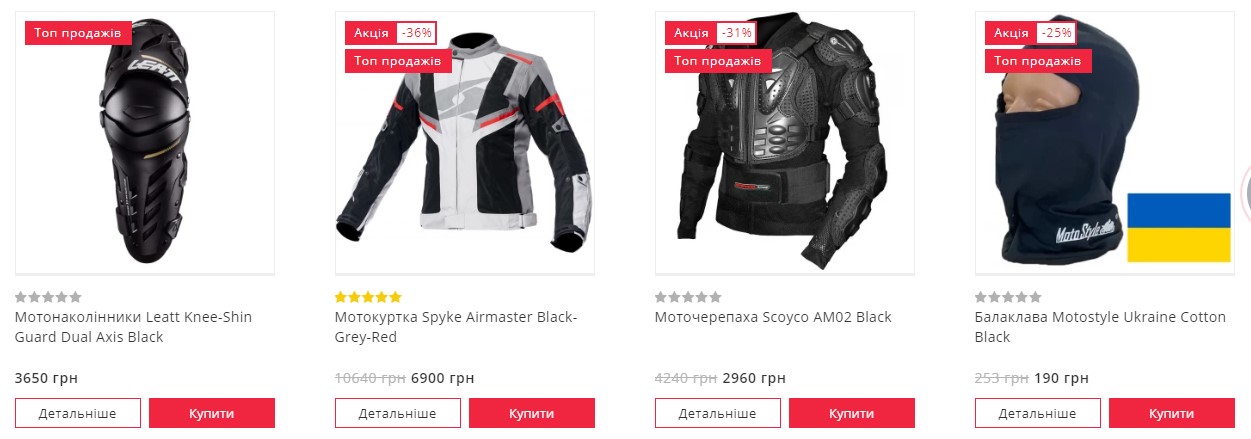 Топ продажів
LEATT
Мотонаколінники Leatt Knee-Shin
Guard Dual Axis Black
3650 грн
Детальніше
Купити
Акція -36%
Топ продажів
Мотокуртка Spyke Airmaster Black-
Grey-Red
10640 грн 6900 грн
Детальніше
Купити
Акція -31%
Топ продажів
Моточерепаха Scoyco AM02 Black
4240 грн 2960 грн
Детальніше
Купити
Акція -25%
Топ продажів
MotoStyle
Балаклава Motostyle Ukraine Cotton
Black
253 грн 190 грн
Детальніше
Купити